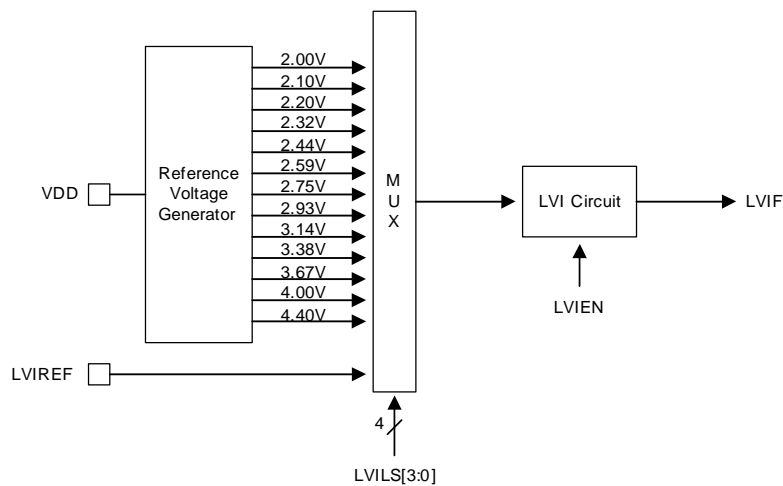 2.00V
2.10V
2.20V
2.32V
2.44V
2.59V
2.75V
2.93V
3.14V
3.38V
3.67V
4.00V
4.40V
Reference
Voltage
Generator
VDD
M
U
X
LVI Circuit
LVIF
LVIEN
LVIREF
4
LVILS[3:0]